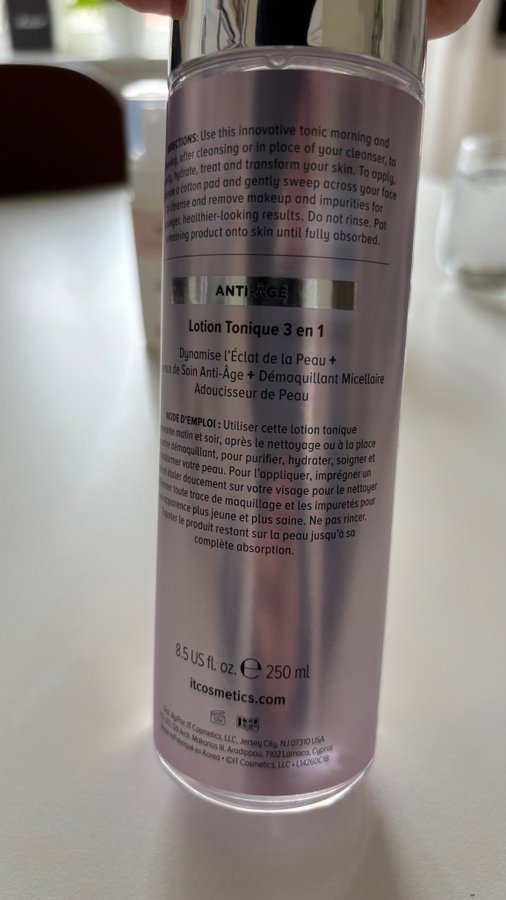 DIRECTIONS: Use this innovative tonic morning and
after cleansing or in place of your cleanser, to
hydrate, treat and transform your skin. To apply,
a cotton pad and gently sweep across your face
cleanse and remove makeup and impurities for
healthier-looking results. Do not rinse. Pat
remaining product onto skin until fully absorbed.
ANTI-ÂGE
Lotion Tonique 3 en 1
Dynamise l'Éclat de la Peau +
de Soin Anti-Âge + Démaquillant Micellaire
Adoucisseur de Peau
MODE D'EMPLOI : Utiliser cette lotion tonique
matin et soir, après le nettoyage ou à la place
démaquillant, pour purifier, hydrater, soigner et
votre peau. Pour l'appliquer, imprégner un
doucement sur votre visage pour le nettoyer
toute trace de maquillage et les impuretés pour
apparence plus jeune et plus saine. Ne pas rincer.
Tapoter le produit restant sur la peau jusqu'à sa
complète absorption.
8.5 US fl. oz. e 250 ml
itcosmetics.com
12M
IT Cosmetics, LLC, Jersey City, NJ 07310 USA
Makarios III, Aradippou, 7102 Larnaca, Cyprus
Fabriqué en Korea • ©IT Cosmetics, LLC • L14260C18